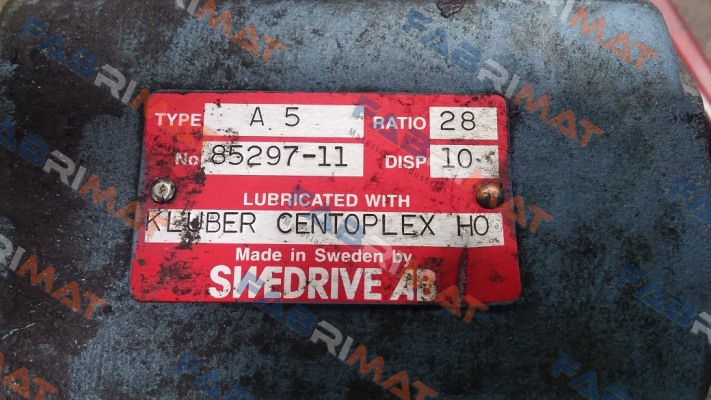 TYPE A 5 RATIO 28
No 85297-11 DISP 10
LUBRICATED WITH
KLUBER CENTOPLEX HO
Made in Sweden by
SWEDRIVE AB
FABRIMAT